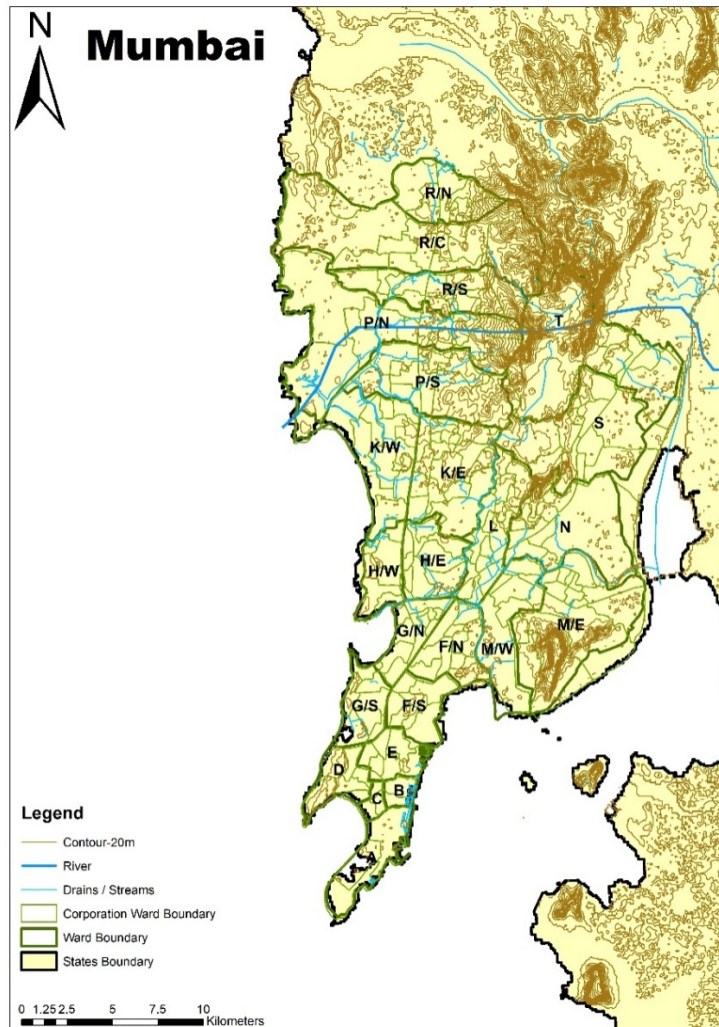 N
Mumbai
R/N
R/C
R/S
P/N
T
P/S
S
K/W
K/E
L
N
H/W
H/E
G/N
F/N
M/W
M/E
G/S
F/S
E
D
C
B
A
Legend
Contour-20m
River
Drains / Streams
Corporation Ward Boundary
Ward Boundary
States Boundary
0 1.25 2.5 5 7.5 10
Kilometers